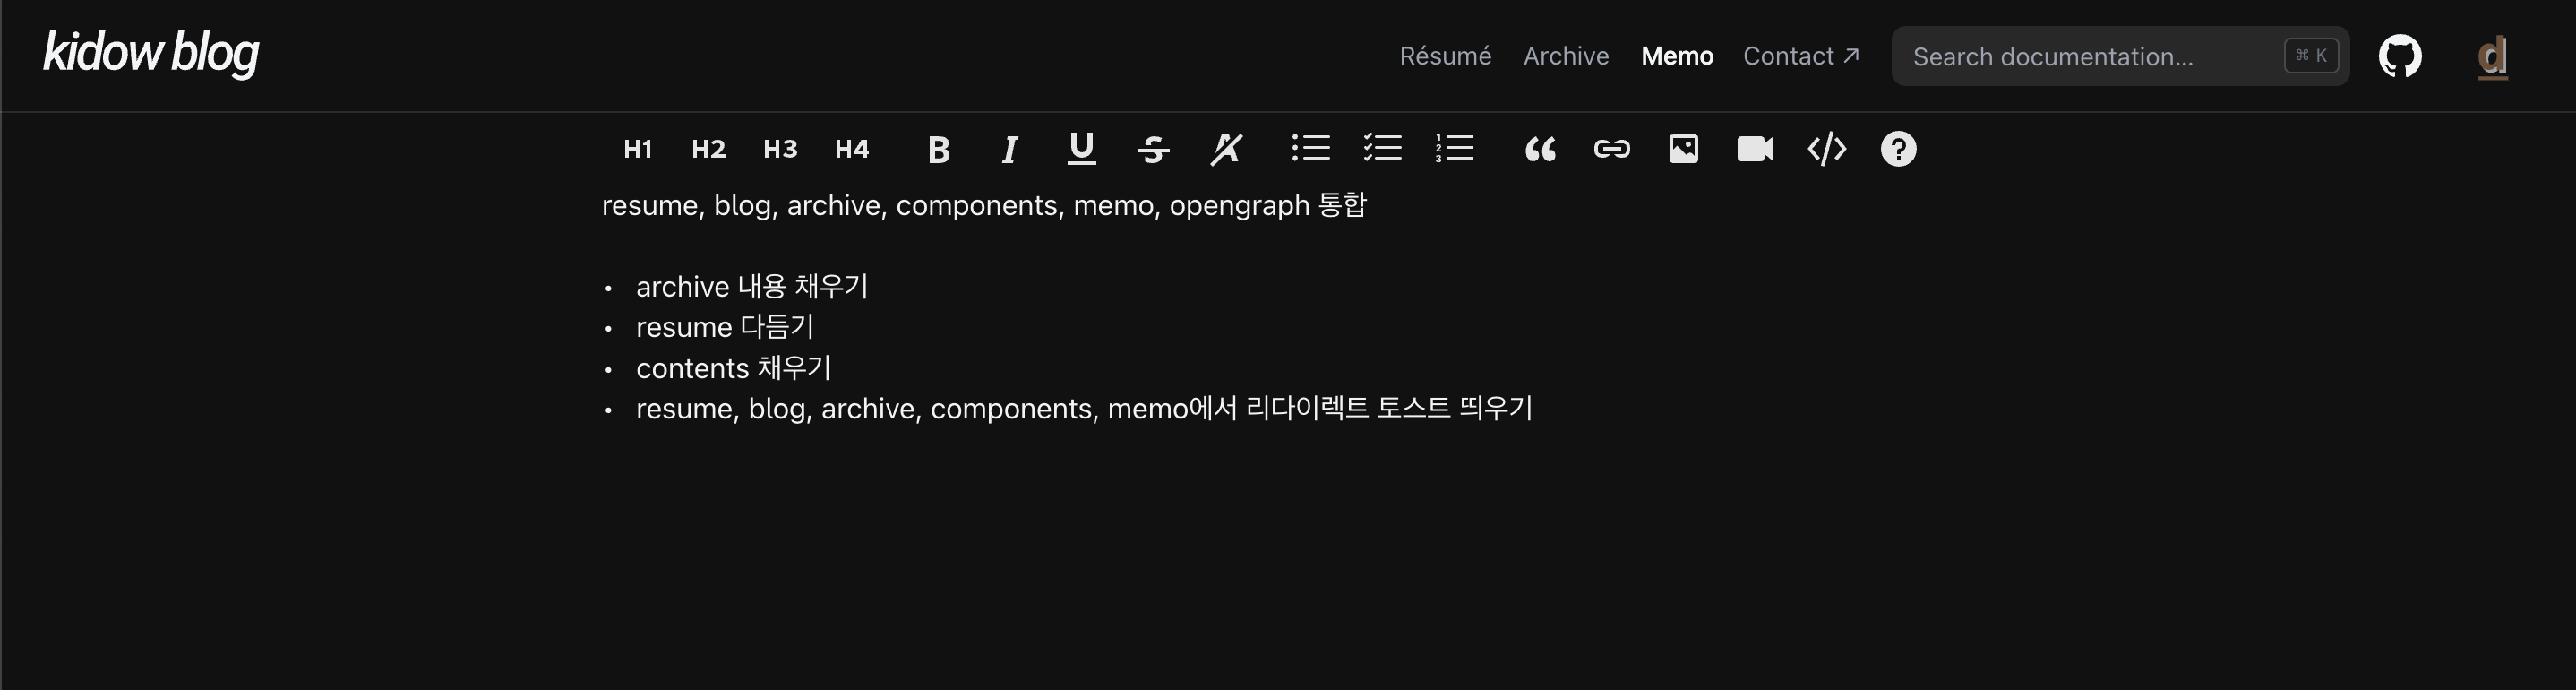 kidow blog
Résumé Archive Memo Contact ↗ Search documentation... ⌘ K d
H1 H2 H3 H4 B I U S
resume, blog, archive, components, memo, opengraph 통합
• archive 내용 채우기
• resume 다듬기
• contents 채우기
• resume, blog, archive, components, memo에서 리다이렉트 토스트 띄우기